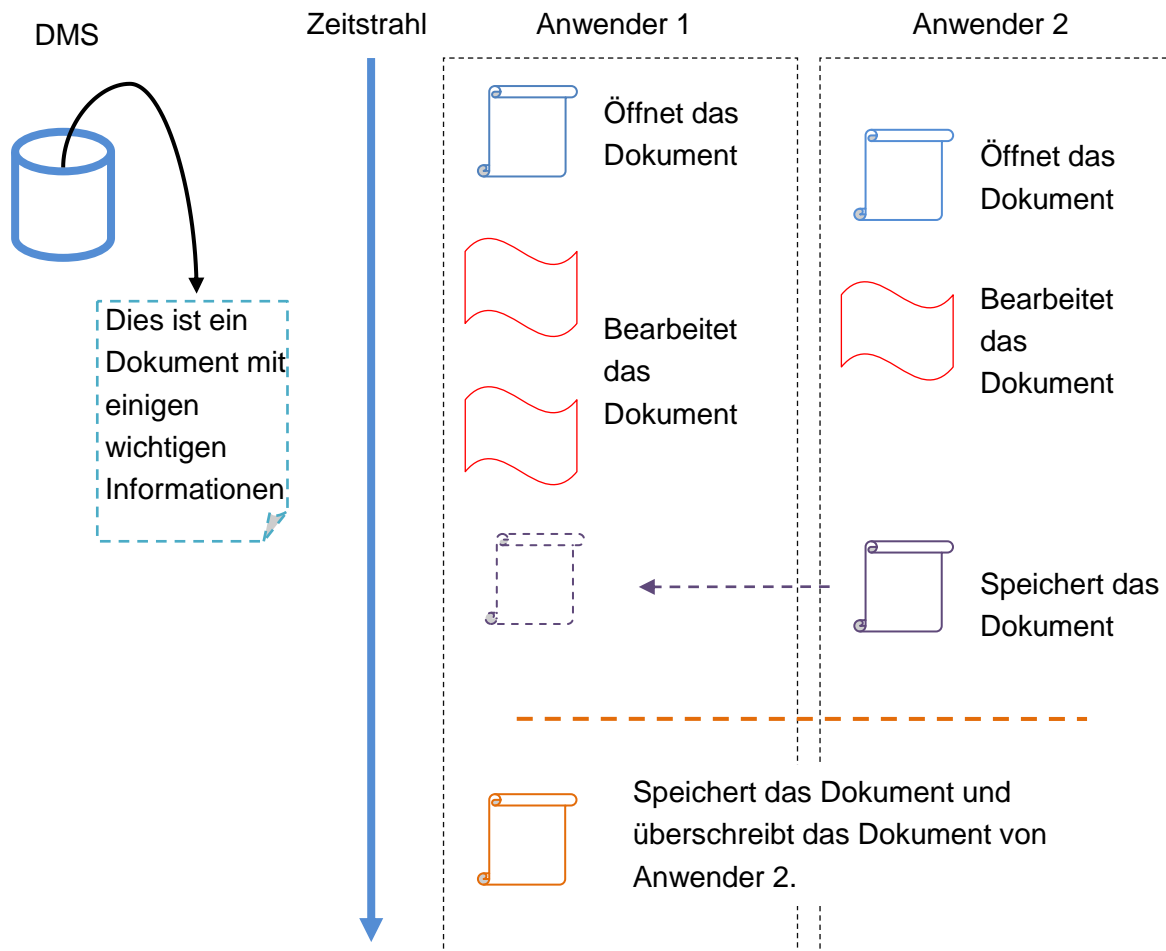 DMS
Zeitstrahl
Anwender 1
Anwender 2
Öffnet das
Dokument
Öffnet das
Dokument
Dies ist ein
Dokument mit
einigen
wichtigen
Informationen
Bearbeitet
das
Dokument
Bearbeitet
das
Dokument
Speichert das
Dokument
Speichert das Dokument und
überschreibt das Dokument von
Anwender 2.